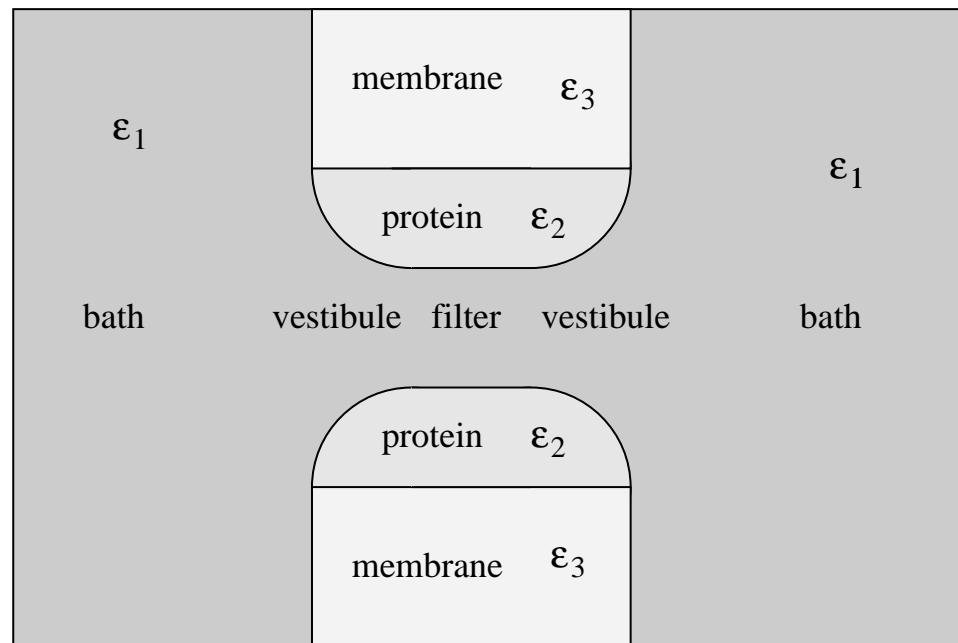 membrane ε3
ε1
ε1
protein ε2
bath vestibule filter vestibule bath
protein ε2
membrane ε3